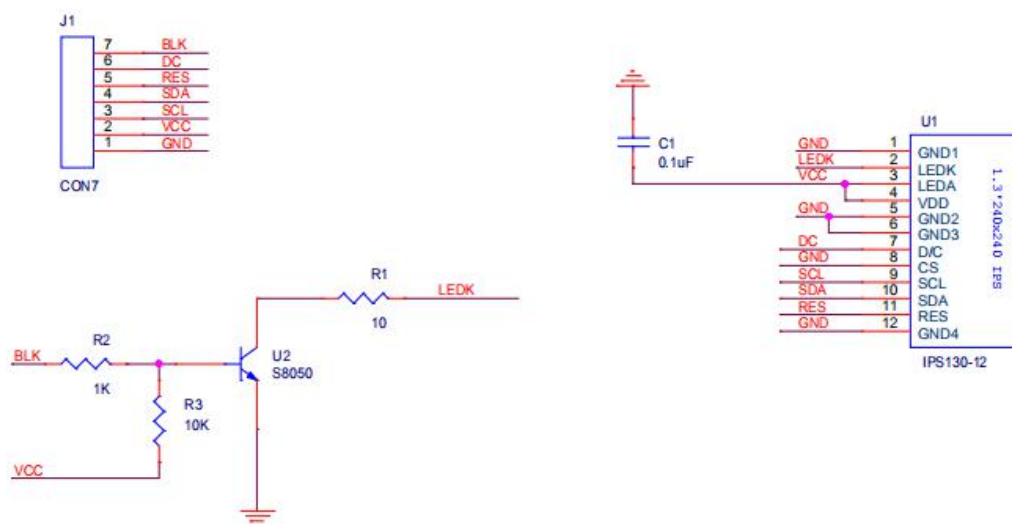 J1
7 BLK
6 DC
5 RES
4 SDA
3 SCL
2 VCC
1 GND
CON7
C1
0.1uF
U1
GND 1 GND1
LEDK 2 LEDK
VCC 3 LEDA
4 VDD
GND 5 GND2
6 GND3
DC 7 D/C
GND 8 CS
SCL 9 SCL
SDA 10 SDA
RES 11 RES
GND 12 GND4
1.3'240x240 IPS
IPS130-12
R1
LEDK
10
BLK
R2
1K
U2
S8050
R3
10K
VCC